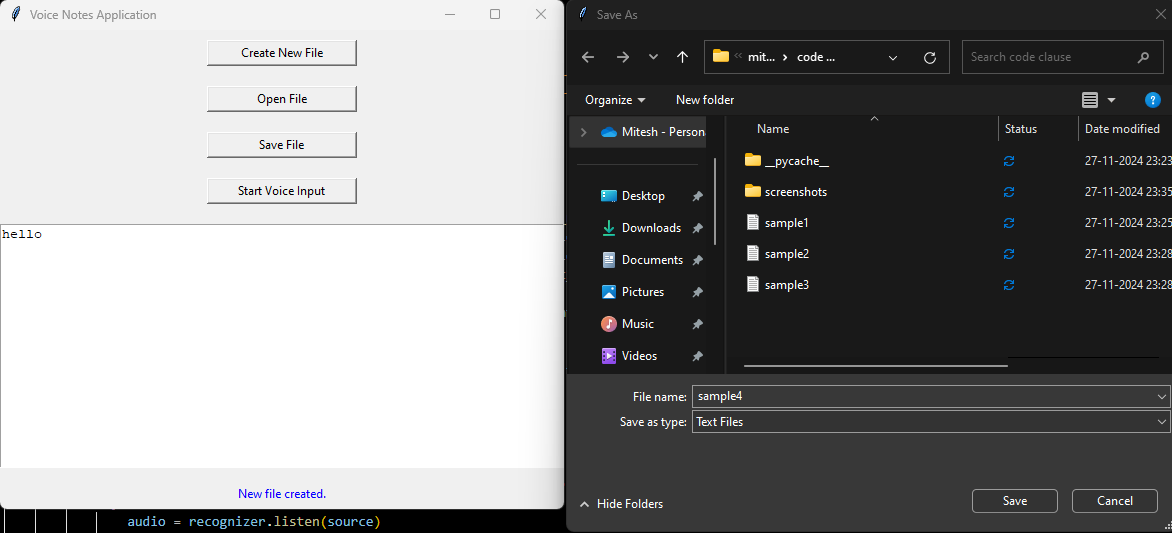 Voice Notes Application
Create New File
Open File
Save File
Start Voice Input
hello
New file created.
audio = recognizer.listen(source)
Save As
« mit... › code ...
Search code clause
Organize
New folder
Mitesh - Persona
Desktop
Downloads
Documents
Pictures
Music
Videos
Name Status Date modified
__pycache__ 27-11-2024 23:23
screenshots 27-11-2024 23:35
sample1 27-11-2024 23:25
sample2 27-11-2024 23:28
sample3 27-11-2024 23:28
File name: sample4
Save as type: Text Files
Hide Folders
Save
Cancel